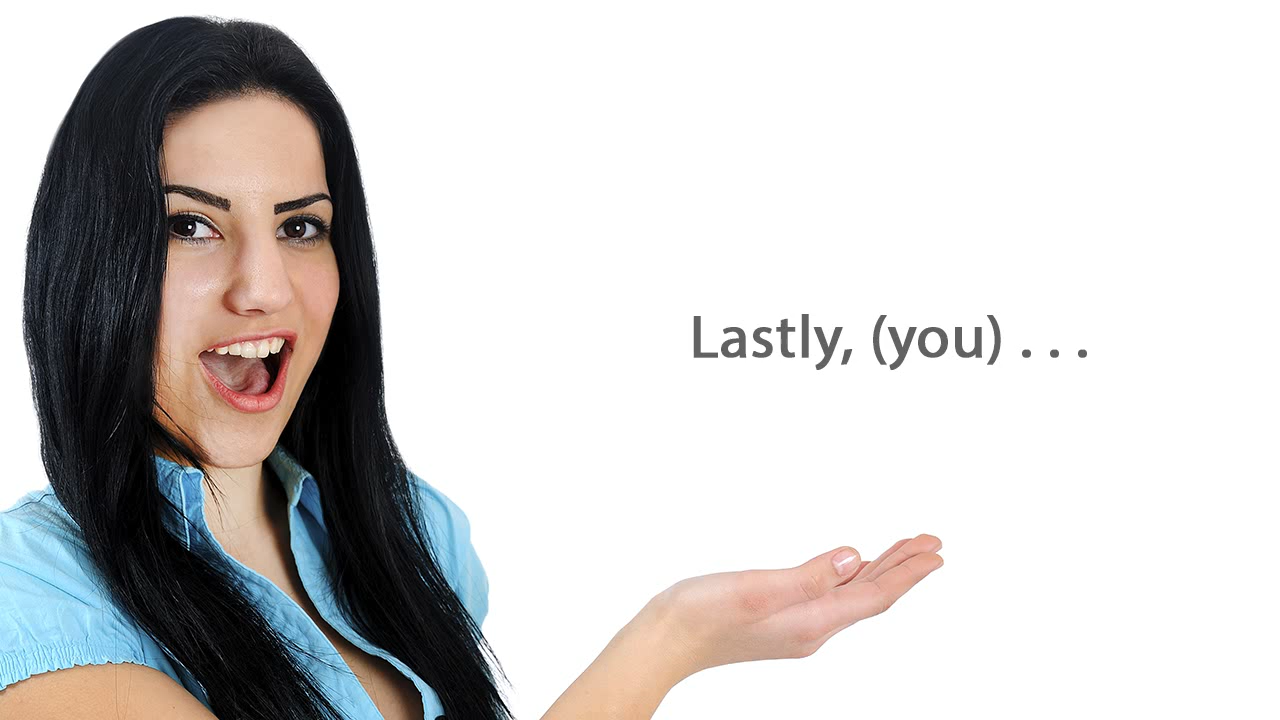 Lastly, (you) . . .